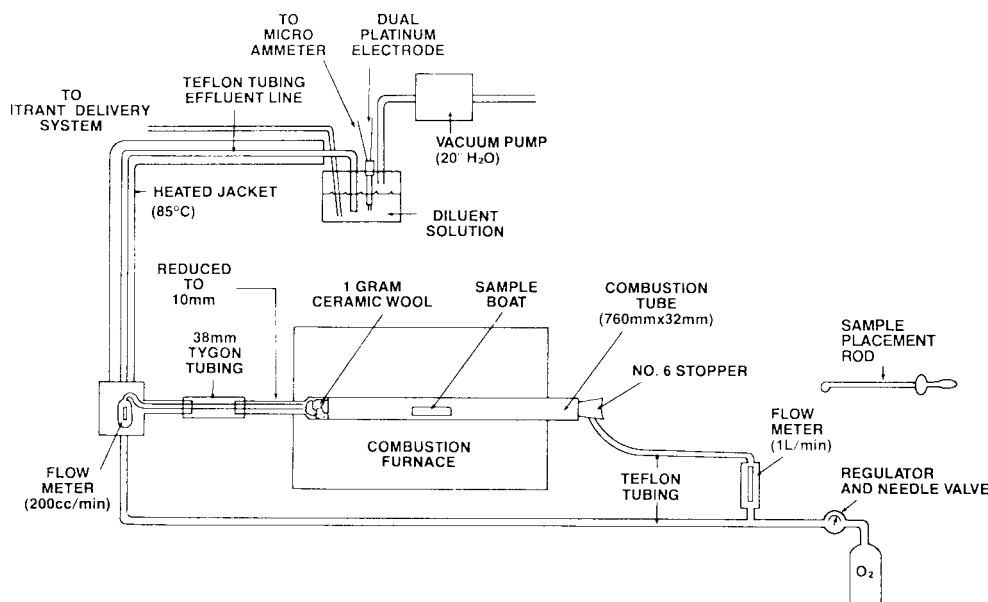 TO
MICRO
AMMETER
DUAL
PLATINUM
ELECTRODE
TEFLON TUBING
EFFLUENT LINE
TO
ITRANT DELIVERY
SYSTEM
VACUUM PUMP
(20" H₂O)
HEATED JACKET
(85°C)
DILUENT
SOLUTION
REDUCED
TO
10mm
1 GRAM
CERAMIC WOOL
SAMPLE
BOAT
COMBUSTION
TUBE
(760mmx32mm)
SAMPLE
PLACEMENT
ROD
38mm
TYGON
TUBING
NO. 6 STOPPER
FLOW
METER
(1L/min)
COMBUSTION
FURNACE
FLOW
METER
(200cc/min)
TEFLON
TUBING
REGULATOR
AND NEEDLE VALVE
O₂